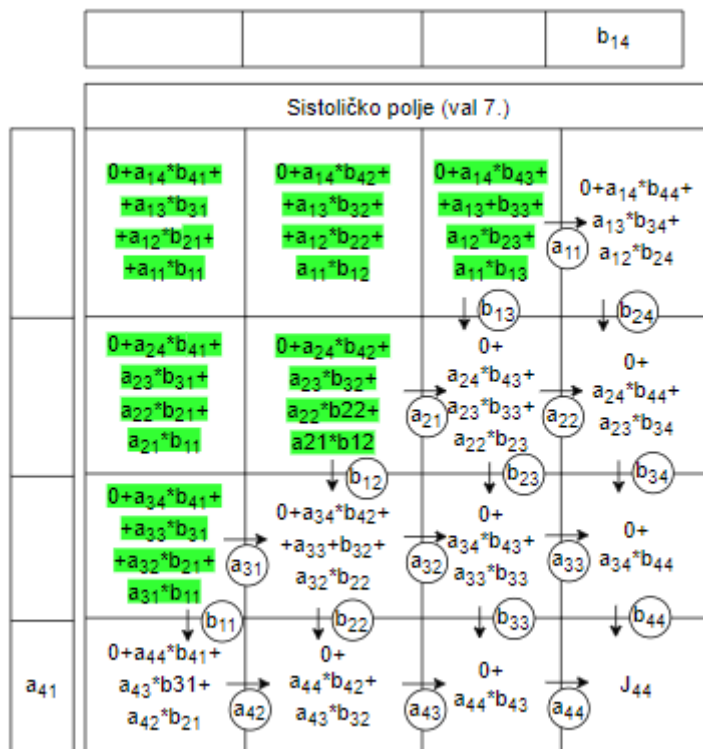 b14
Sistoličko polje (val 7.)
0+a14*b41+
+a13*b31
+a12*b21+
+a11*b11
0+a14*b42+
+a13*b32+
+a12*b22+
a11*b12
0+a14*b43+
+a13+b33+
a12*b23+
a11*b13
a11
0+a14*b44+
a13*b34+
a12*b24
b13
b24
0+a24*b41+
a23*b31+
a22*b21+
a21*b11
0+a24*b42+
a23*b32+
a22*b22+
a21*b12
a21
0+
a24*b43+
a23*b33+
a22*b23
a22
0+
a24*b44+
a23*b34
b12
b23
b34
0+a34*b41+
+a33*b31
+a32*b21+
a31*b11
a31
0+a34*b42+
+a33+b32+
a32*b22
a32
0+
a34*b43+
a33*b33
a33
0+
a34*b44
b11
b22
b33
b44
a41
0+a44*b41+
a43*b31+
a42*b21
a42
0+
a44*b42+
a43*b32
a43
0+
a44*b43
a44
J44